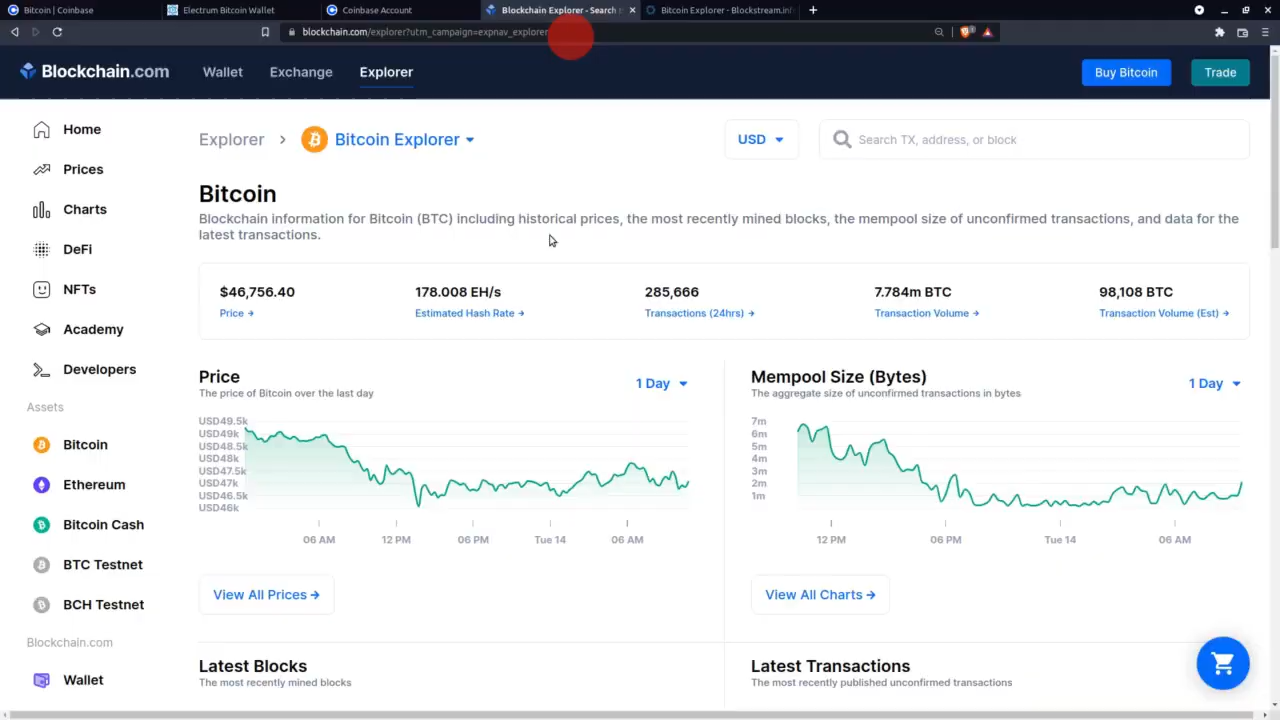 Bitcoin | Coinbase
Electrum Bitcoin Wallet
Coinbase Account
Blockchain Explorer - Search
Bitcoin Explorer - Blockstream.inf
blockchain.com/explorer?utm_campaign=expnav_explorer
Blockchain.com
Wallet
Exchange
Explorer
Buy Bitcoin
Trade
Home
Prices
Charts
DeFi
NFTs
Academy
Developers
Assets
Bitcoin
Ethereum
Bitcoin Cash
BTC Testnet
BCH Testnet
Blockchain.com
Wallet
Explorer > Bitcoin Explorer
USD
Search TX, address, or block
Bitcoin
Blockchain information for Bitcoin (BTC) including historical prices, the most recently mined blocks, the mempool size of unconfirmed transactions, and data for the
latest transactions.
$46,756.40
Price →
178.008 EH/s
Estimated Hash Rate →
285,666
Transactions (24hrs) →
7.784m BTC
Transaction Volume →
98,108 BTC
Transaction Volume (Est) →
Price
The price of Bitcoin over the last day
1 Day
USD49.5k
USD49k
USD48.5k
USD48k
USD47.5k
USD47k
USD46.5k
USD46k
06 AM 12 PM 06 PM Tue 14 06 AM
View All Prices →
Mempool Size (Bytes)
The aggregate size of unconfirmed transactions in bytes
1 Day
7m
6m
5m
4m
3m
2m
1m
12 PM 06 PM Tue 14 06 AM
View All Charts →
Latest Blocks
The most recently mined blocks
Latest Transactions
The most recently published unconfirmed transactions